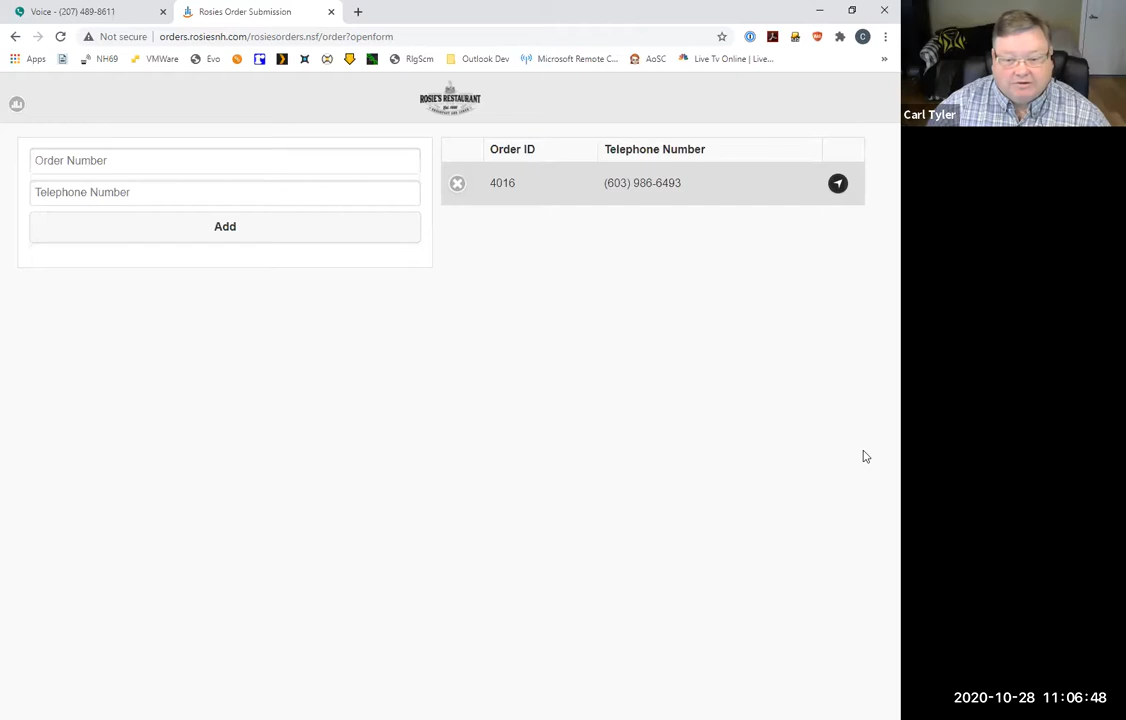 Voice - (207) 489-8611
Rosies Order Submission
Not secure
orders.rosiesnh.com/rosiesorders.nsf/order?openform
Apps
NH69
VMWare
Evo
RIgScm
Outlook Dev
Microsoft Remote C...
AoSC
Live Tv Online | Live...
»
ROSIE'S RESTAURANT
Order Number
Telephone Number
Add
Order ID
Telephone Number
4016
(603) 986-6493
Carl Tyler
2020-10-28 11:06:48